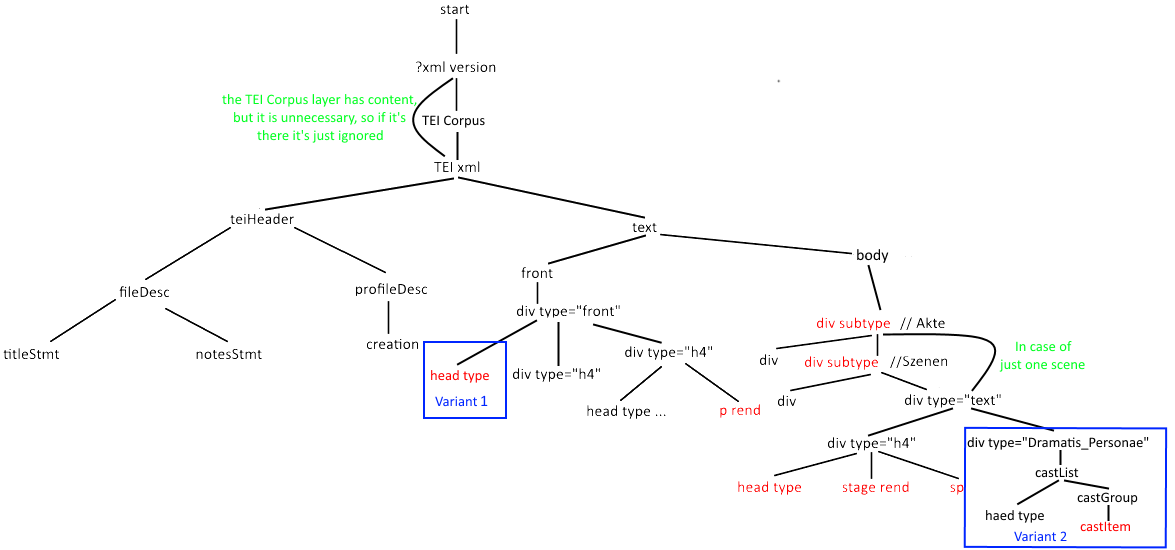 start
?xml version
the TEI Corpus layer has content,
but it is unnecessary, so if it's
there it's just ignored
TEI Corpus
TEI xml
teiHeader
text
body
front
fileDesc
profileDesc
div type="front"
div subtype // Akte
titleStmt
notesStmt
creation
div type="h4"
In case of
just one scene
div
div subtype //Szenen
head type
div type="h4"
Variant 1
head type ...
p rend
div
div type="text"
div type="h4"
div type="Dramatis_Personae"
castList
head type
stage rend
sp
castGroup
haed type
castItem
Variant 2